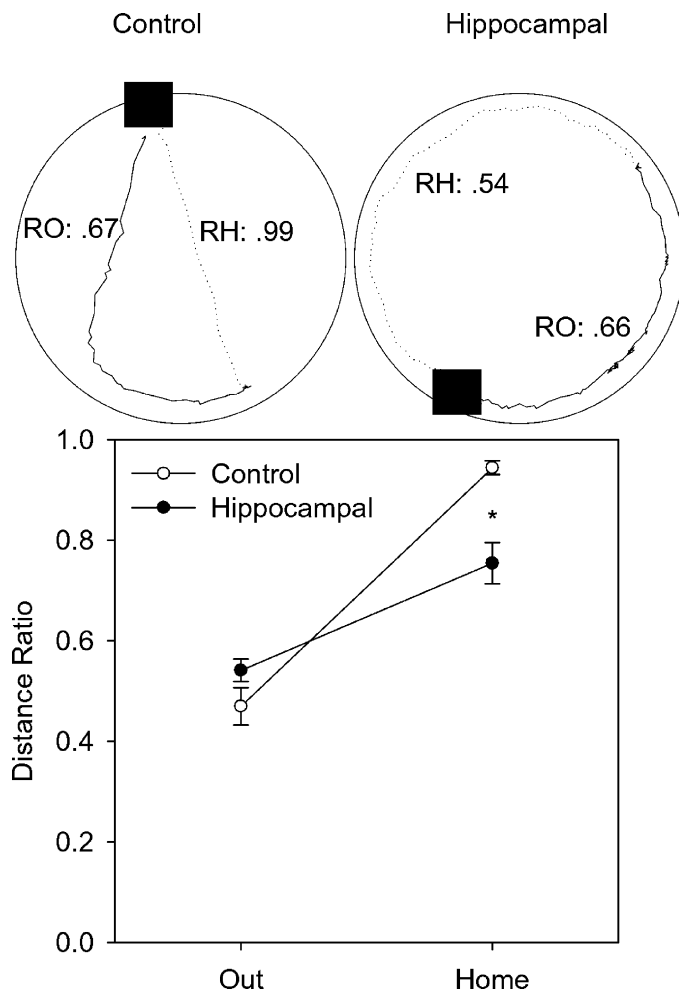 Control Hippocampal
RH: .54
RO: .67 RH: .99
RO: .66
1.0
Control
Hippocampal
*
0.8
0.6
Distance Ratio
0.4
0.2
0.0
Out Home